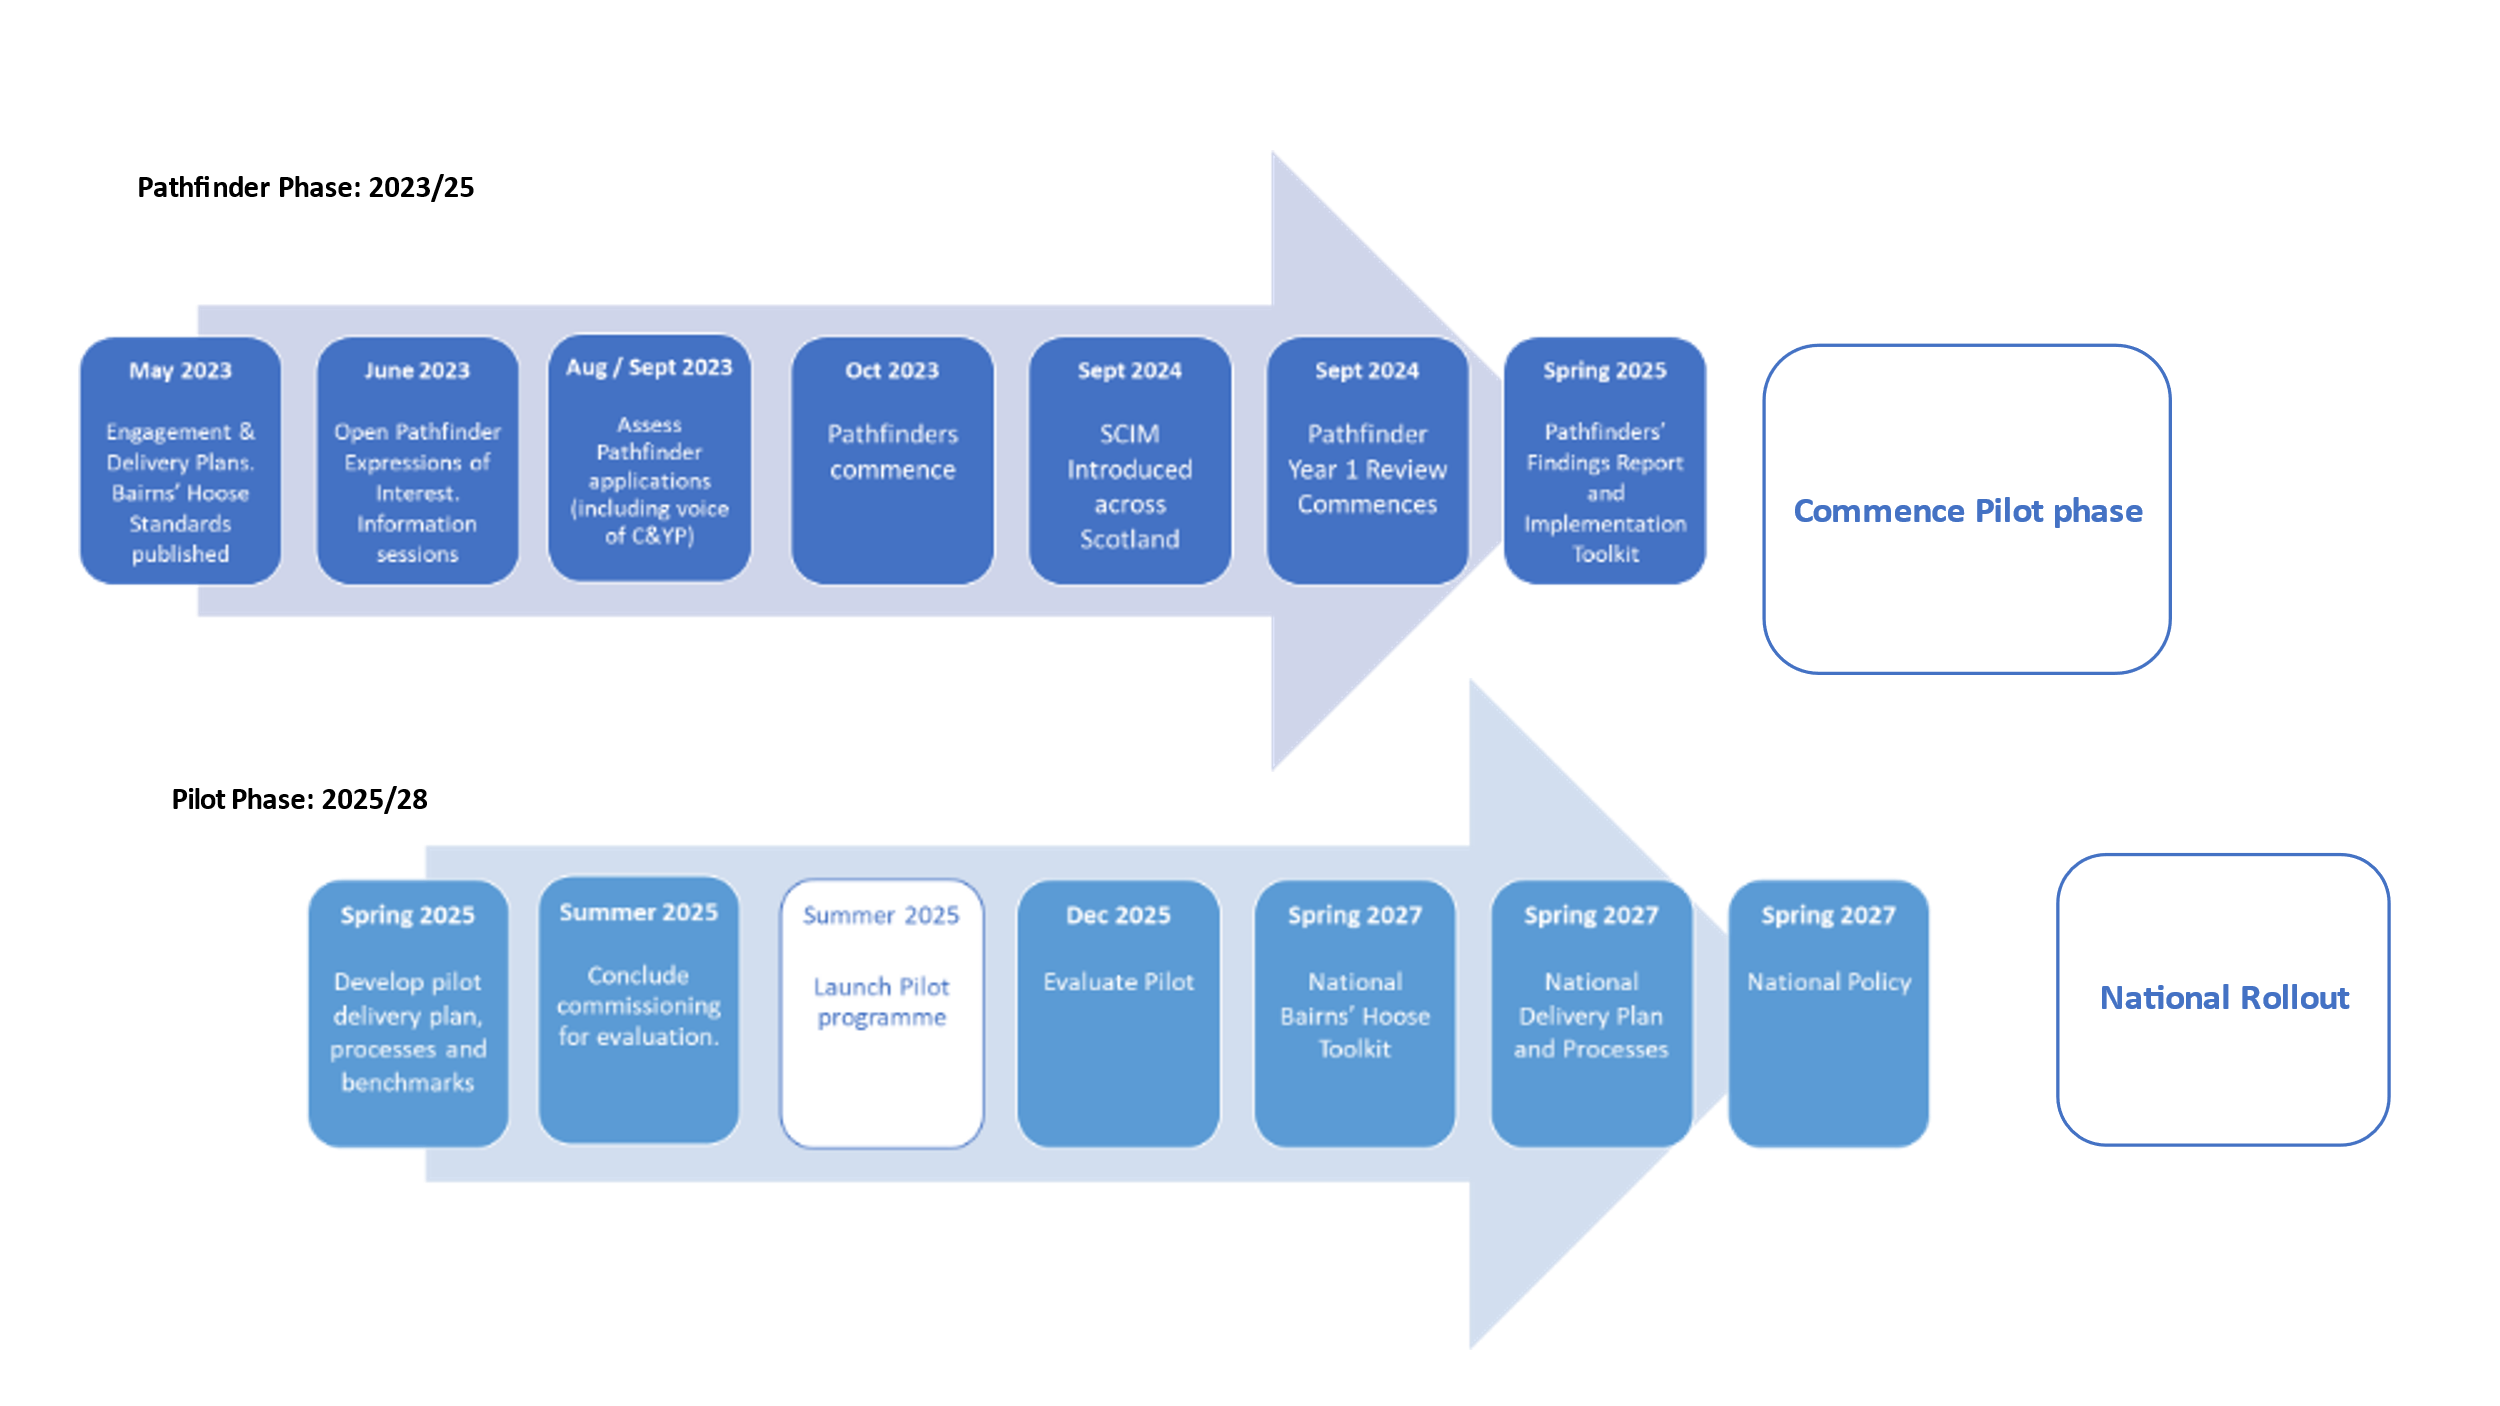 Pathfinder Phase: 2023/25
May 2023
Engagement &
Delivery Plans.
Bairns’ Hoose
Standards
published
June 2023
Open Pathfinder
Expressions of
Interest.
Information
sessions
Aug / Sept 2023
Assess
Pathfinder
applications
(including voice
of C&YP)
Oct 2023
Pathfinders
commence
Sept 2024
SCIM
Introduced
across
Scotland
Sept 2024
Pathfinder
Year 1 Review
Commences
Spring 2025
Pathfinders’
Findings Report
and
Implementation
Toolkit
Commence Pilot phase
Pilot Phase: 2025/28
Spring 2025
Develop pilot
delivery plan,
processes and
benchmarks
Summer 2025
Conclude
commissioning
for evaluation.
Summer 2025
Launch Pilot
programme
Dec 2025
Evaluate Pilot
Spring 2027
National
Bairns’ Hoose
Toolkit
Spring 2027
National
Delivery Plan
and Processes
Spring 2027
National Policy
National Rollout